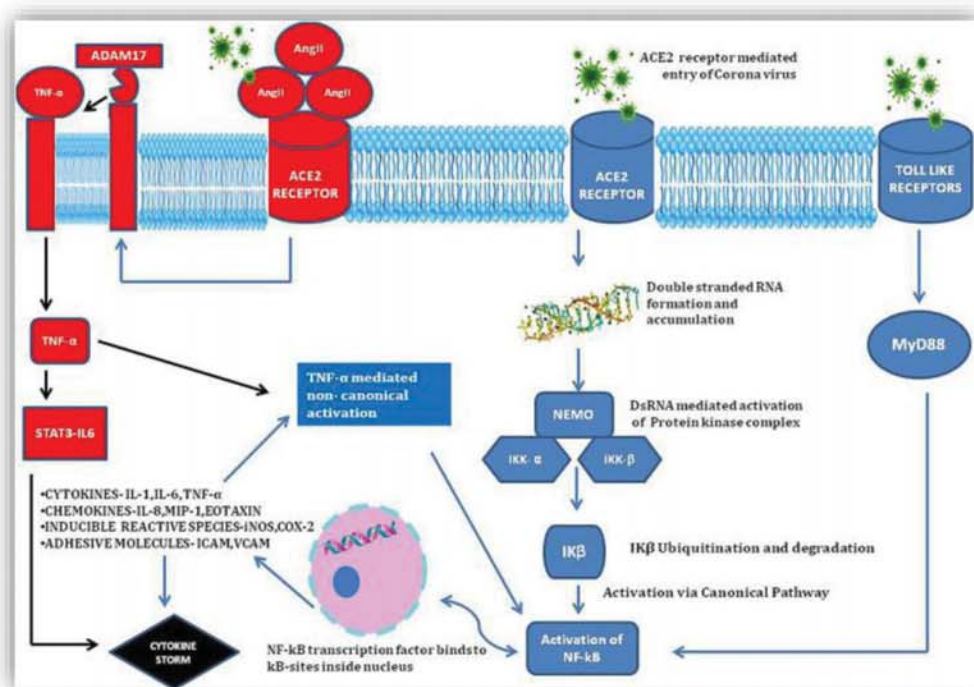 ADAM17
TNF-α
AngII
AngII
AngII
ACE2
RECEPTOR
ACE2 receptor mediated
entry of Corona virus
ACE2
RECEPTOR
TOLL LIKE
RECEPTORS
Double stranded RNA
formation and
accumulation
MyD88
TNF-α
TNF-α mediated
non- canonical
activation
STAT3-IL6
NEMO
IKK- α
IKK-β
DsRNA mediated activation
of Protein kinase complex
•CYTOKINES- IL-1,IL-6,TNF-α
•CHEMOKINES-IL-8,MIP-1,EOTAXIN
•INDUCIBLE REACTIVE SPECIES-iNOS,COX-2
•ADHESIVE MOLECULES- ICAM,VCAM
IKβ
IKβ Ubiquitination and degradation
Activation via Canonical Pathway
CYTOKINE
STORM
NF-kB transcription factor binds to
kB-sites inside nucleus
Activation of
NF-kB